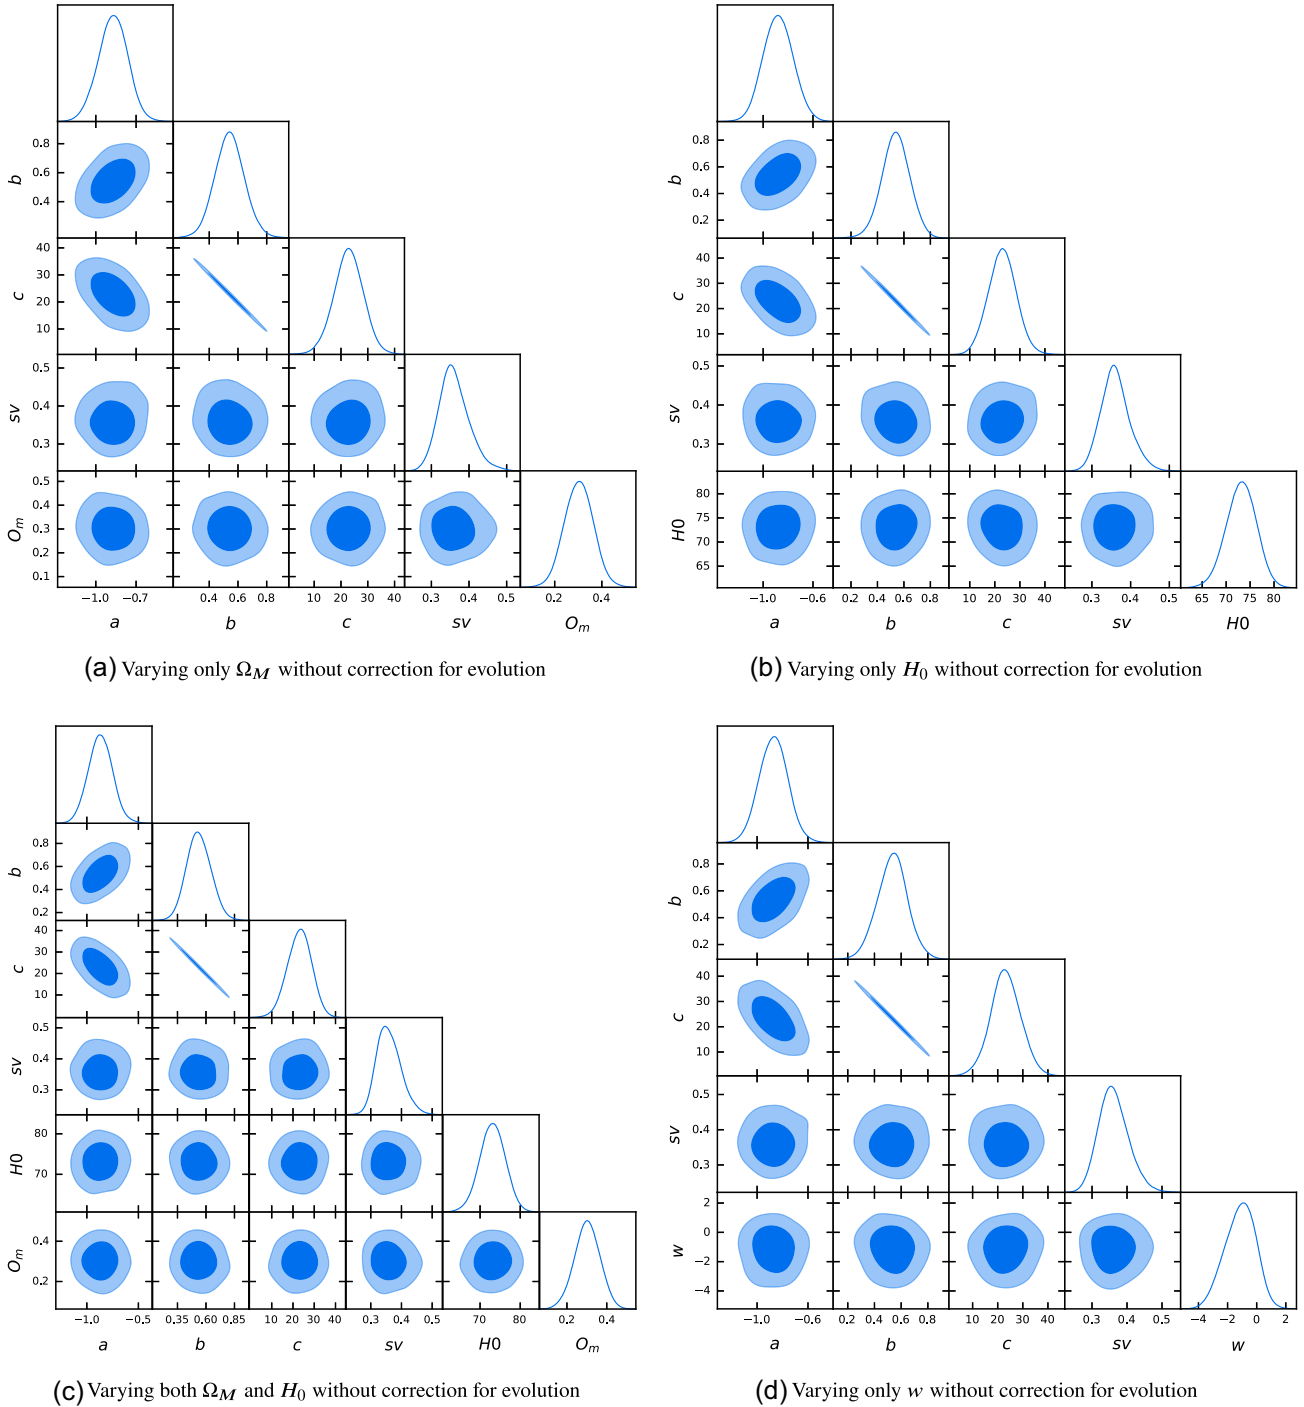 b
0.8
0.6
0.4
c
40
30
20
10
sv
0.5
0.4
0.3
O_m
0.5
0.4
0.3
0.2
0.1
−1.0 −0.7 0.4 0.6 0.8 10 20 30 40 0.3 0.4 0.5 0.2 0.4
a b c sv O_m
(a) Varying only Ω_M without correction for evolution
b
0.8
0.6
0.4
0.2
c
40
30
20
10
sv
0.5
0.4
0.3
H0
80
75
70
65
−1.0 −0.6 0.2 0.4 0.6 0.8 10 20 30 40 0.3 0.4 0.5 65 70 75 80
a b c sv H0
(b) Varying only H_0 without correction for evolution
b
0.8
0.6
0.4
0.2
c
40
30
20
10
sv
0.5
0.4
0.3
H0
80
70
O_m
0.4
0.2
−1.0 −0.5 0.35 0.60 0.85 10 20 30 40 0.3 0.4 0.5 70 80 0.2 0.4
a b c sv H0 O_m
(c) Varying both Ω_M and H_0 without correction for evolution
b
0.8
0.6
0.4
0.2
c
40
30
20
10
sv
0.5
0.4
0.3
w
2
0
−2
−4
−1.0 −0.6 0.2 0.4 0.6 0.8 10 20 30 40 0.3 0.4 0.5 −4 −2 0 2
a b c sv w
(d) Varying only w without correction for evolution